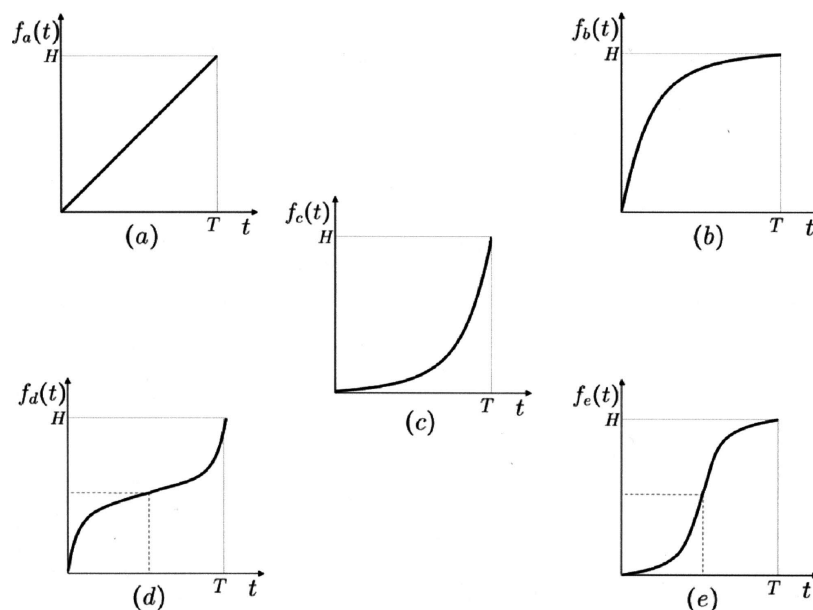 f_a(t)
H
T t
(a)
f_b(t)
H
T t
(b)
f_c(t)
H
T t
(c)
f_d(t)
H
T t
(d)
f_e(t)
H
T t
(e)